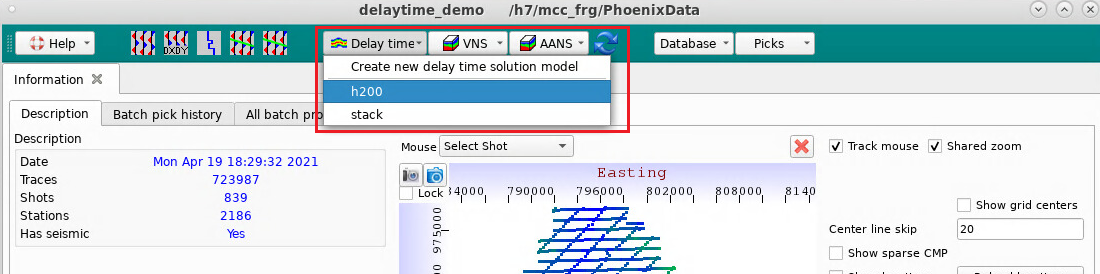 delaytime_demo /h7/mcc_frg/PhoenixData
Help DXDY Delay time VNS AANS Database Picks
Create new delay time solution model
h200
stack
Information
Description Batch pick history All batch pro
Description
Date Mon Apr 19 18:29:32 2021
Traces 723987
Shots 839
Stations 2186
Has seismic Yes
Mouse Select Shot
Lock
Easting
784000 790000 796000 802000 808000 8140
975000
Track mouse Shared zoom
Show grid centers
Center line skip 20
Show sparse CMP